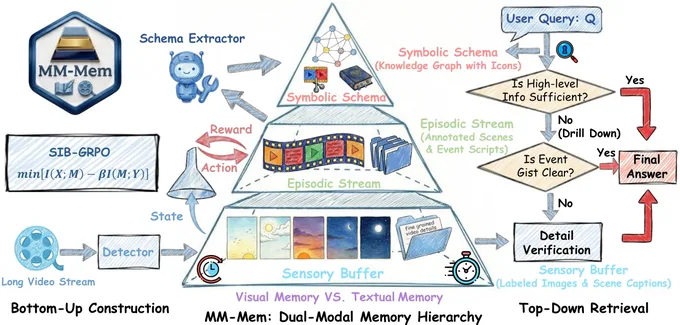 MM-Mem
Schema Extractor
SIB-GRPO
min[I(X; M) − βI(M; Y)]
Reward
Action
State
Long Video Stream
Detector
Bottom-Up Construction
Symbolic Schema
Episodic Stream
fine grained
video details
Sensory Buffer
Visual Memory VS. Textual Memory
MM-Mem: Dual-Modal Memory Hierarchy
User Query: Q
Symbolic Schema
(Knowledge Graph with Icons)
Is High-level
Info Sufficient?
Yes
No
(Drill Down)
Episodic Stream
(Annotated Scenes
& Event Scripts)
Is Event
Gist Clear?
Yes
Final
Answer
No
Detail
Verification
Sensory Buffer
(Labeled Images & Scene Captions)
Top-Down Retrieval